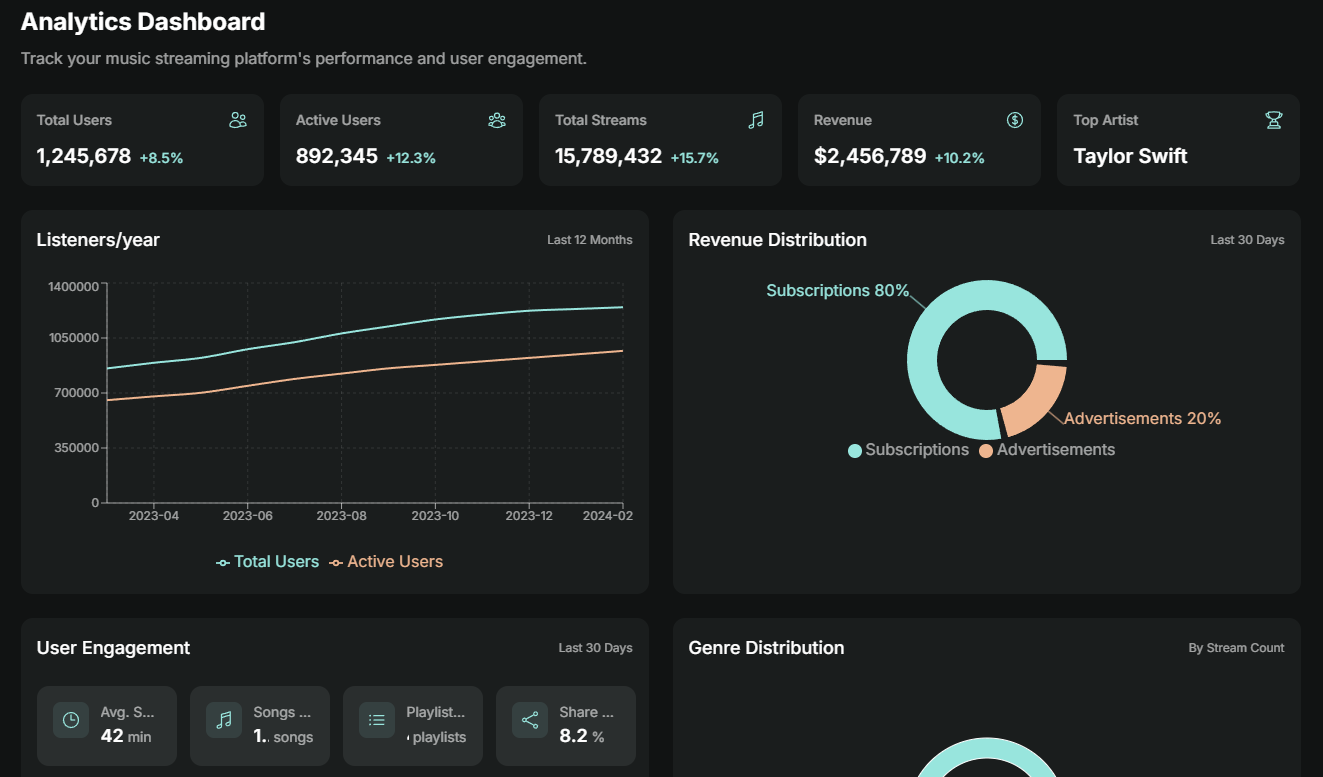 Analytics Dashboard
Track your music streaming platform's performance and user engagement.
Total Users
1,245,678 +8.5%
Active Users
892,345 +12.3%
Total Streams
15,789,432 +15.7%
Revenue
$2,456,789 +10.2%
Top Artist
Taylor Swift
Listeners/year
Last 12 Months
1400000
1050000
700000
350000
0
2023-04 2023-06 2023-08 2023-10 2023-12 2024-02
Total Users Active Users
Revenue Distribution
Last 30 Days
Subscriptions 80%
Advertisements 20%
Subscriptions Advertisements
User Engagement
Last 30 Days
Avg. S...
42 min
Songs ...
1.. songs
Playlist...
playlists
Share ...
8.2 %
Genre Distribution
By Stream Count